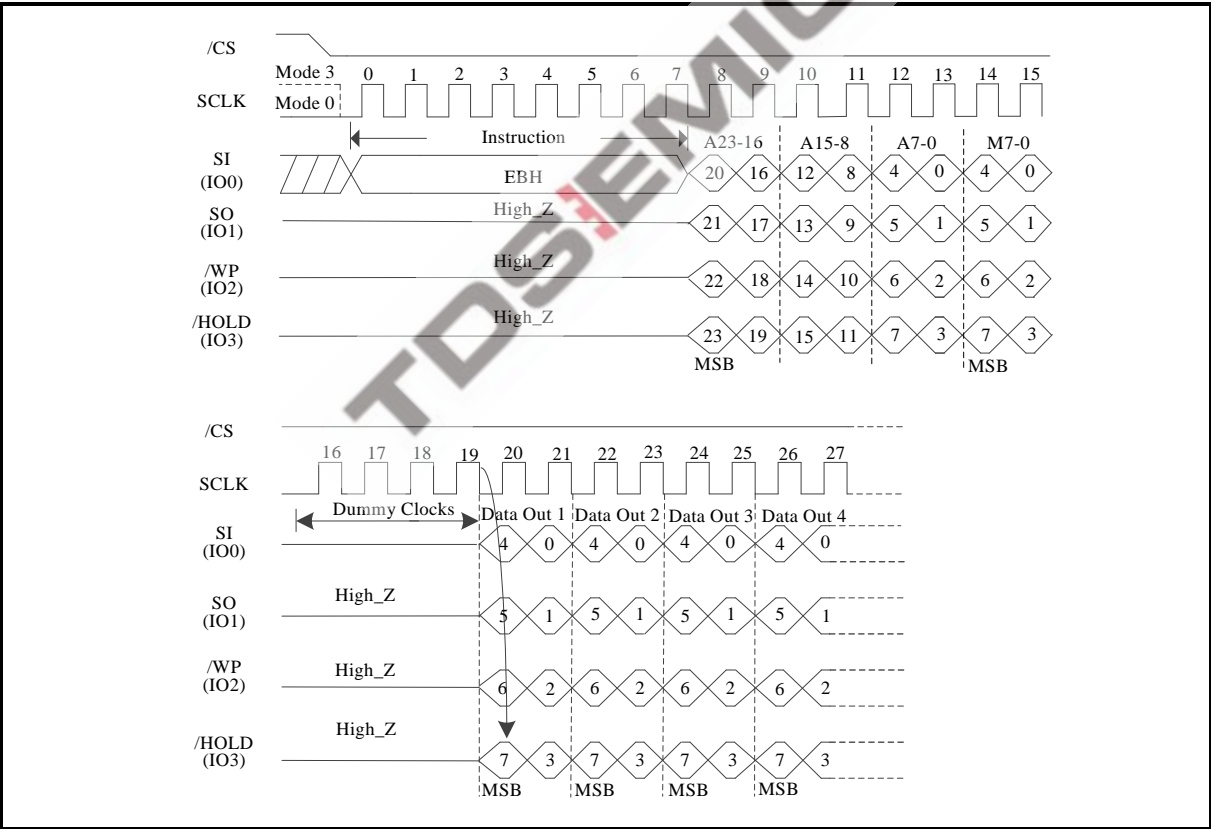 /CS
Mode 3 0 1 2 3 4 5 6 7 8 9 10 11 12 13 14 15
SCLK Mode 0
Instruction A23-16 A15-8 A7-0 M7-0
SI
(IO0) EBH 20 16 12 8 4 0 4 0
SO
(IO1) High_Z 21 17 13 9 5 1 5 1
/WP
(IO2) High_Z 22 18 14 10 6 2 6 2
/HOLD
(IO3) High_Z 23 19 15 11 7 3 7 3
MSB MSB
/CS
16 17 18 19 20 21 22 23 24 25 26 27
SCLK
Dummy Clocks Data Out 1 Data Out 2 Data Out 3 Data Out 4
SI
(IO0) 4 0 4 0 4 0 4 0
SO
(IO1) High_Z 5 1 5 1 5 1 5 1
/WP
(IO2) High_Z 6 2 6 2 6 2 6 2
/HOLD
(IO3) High_Z 7 3 7 3 7 3 7 3
MSB MSB MSB MSB
TDSEMIC